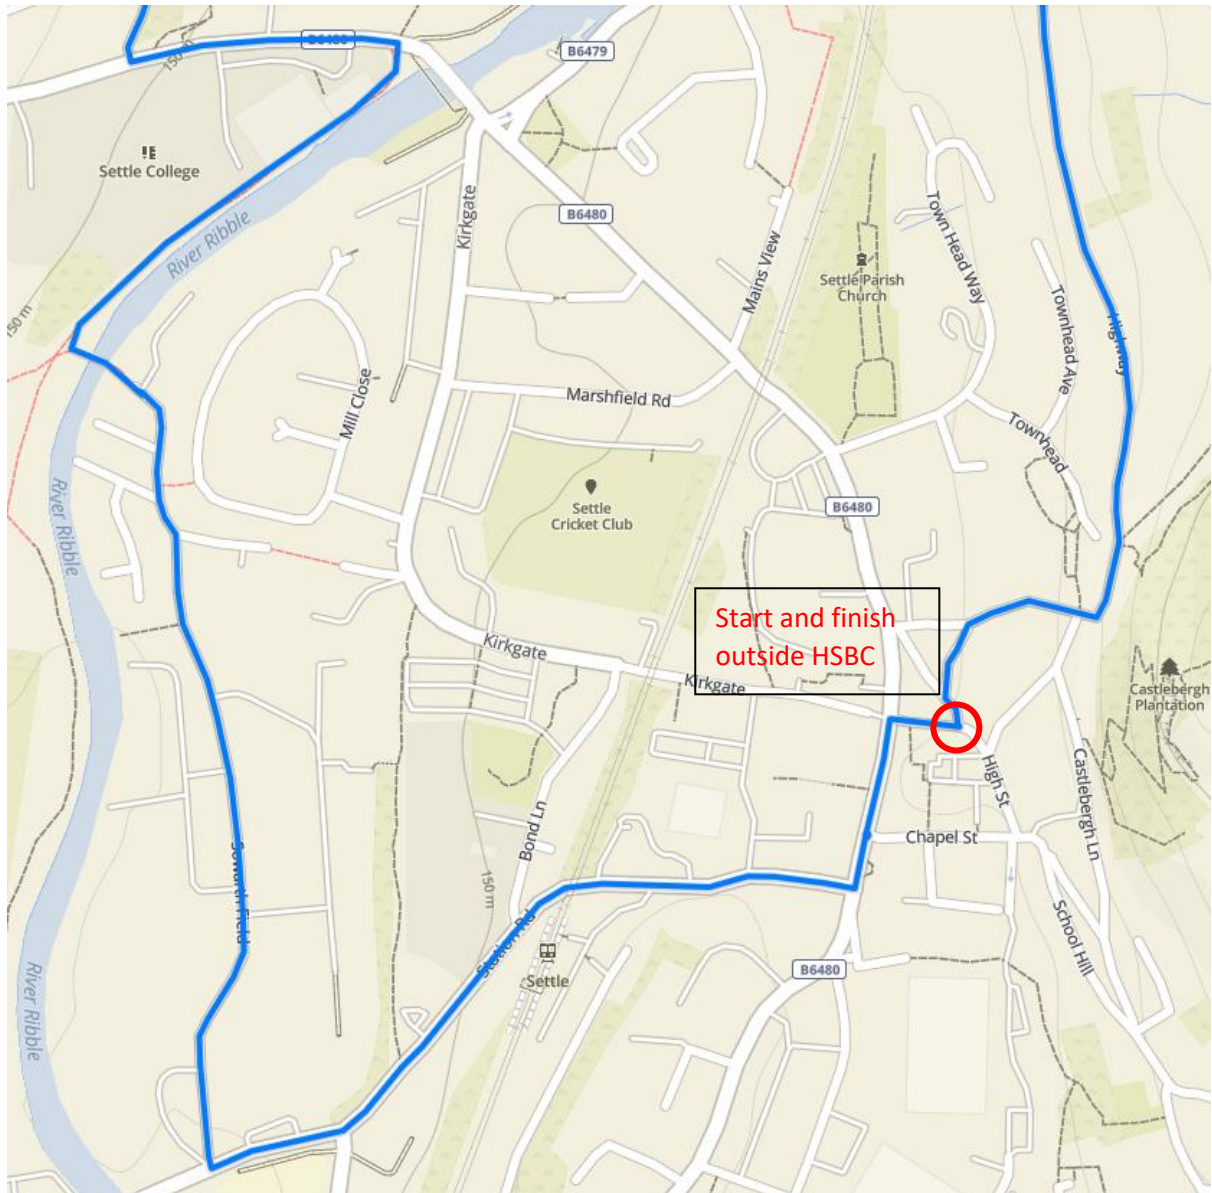 B6480
B6479
Settle College
River Ribble
Kirkgate
B6480
Mains View
Settle Parish
Church
Town Head Way
Townhead Ave
Highway
Mill Close
Marshfield Rd
Townhead
150 m
150 m
River Ribble
Settle
Cricket Club
B6480
Start and finish
outside HSBC
Kirkgate
Kirkgate
Castlebergh
Plantation
High St
Castlebergh Ln
Chapel St
Bond Ln
150 m
Sowarth Field
Station Rd
Settle
B6480
School Hill
River Ribble